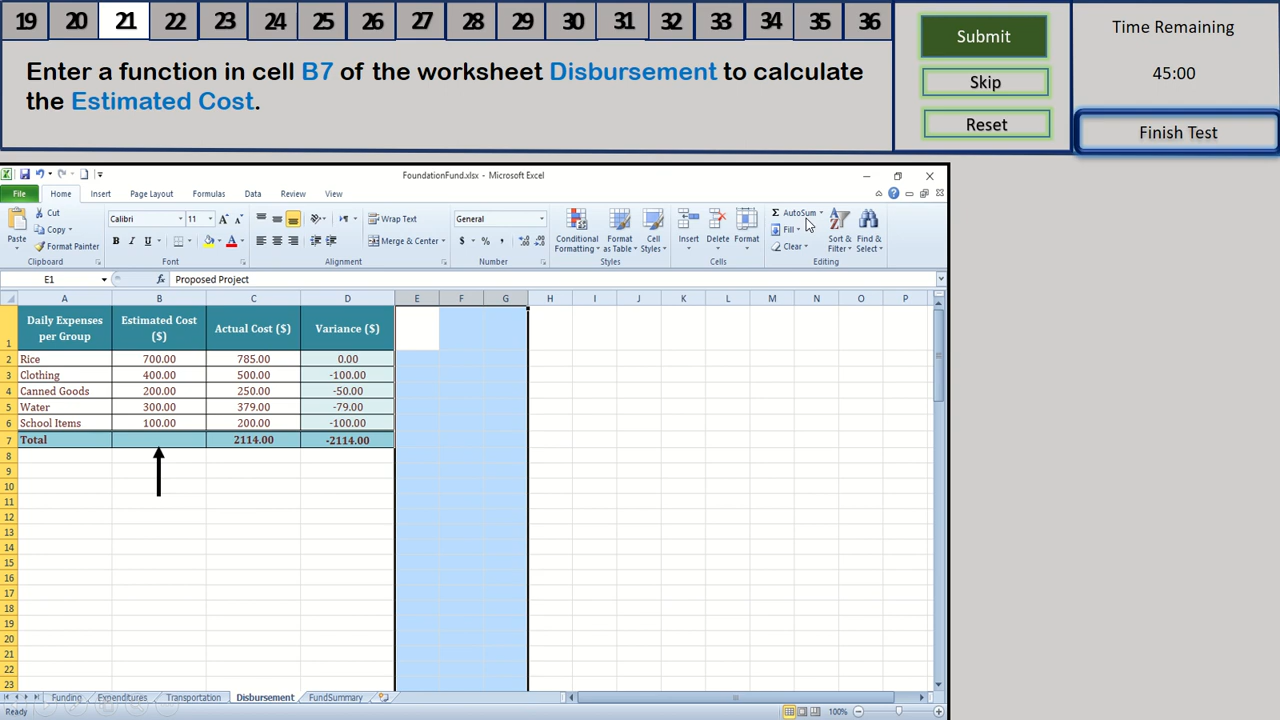 19 20 21 22 23 24 25 26 27 28 29 30 31 32 33 34 35 36
Enter a function in cell B7 of the worksheet Disbursement to calculate
the Estimated Cost.
Submit
Skip
Reset
Time Remaining
45:00
Finish Test
FoundationFund.xlsx - Microsoft Excel
File Home Insert Page Layout Formulas Data Review View
Paste
Cut
Copy
Format Painter
Clipboard
Calibri 11
B I U
Font
Wrap Text
Merge & Center
Alignment
General
$ % ,
Number
Conditional Formatting
Format as Table
Cell Styles
Styles
Insert
Delete
Format
Cells
Σ AutoSum
Fill
Clear
Sort & Filter
Find & Select
Editing
E1 fx Proposed Project
A B C D E F G H I J K L M N O P
1 Daily Expenses per Group Estimated Cost ($) Actual Cost ($) Variance ($)
2 Rice 700.00 785.00 0.00
3 Clothing 400.00 500.00 -100.00
4 Canned Goods 200.00 250.00 -50.00
5 Water 300.00 379.00 -79.00
6 School Items 100.00 200.00 -100.00
7 Total 2114.00 -2114.00
8
9
10
11
12
13
14
15
16
17
18
19
20
21
22
23
Funding Expenditures Transportation Disbursement FundSummary
Ready 100%